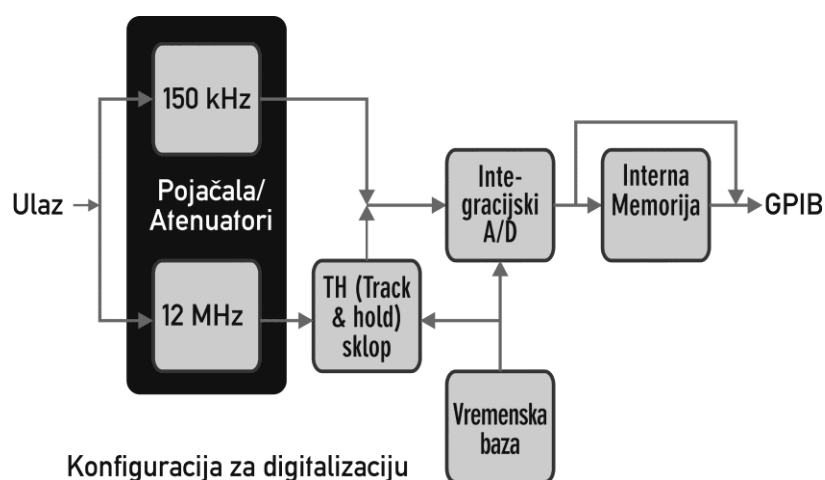 150 kHz
Ulaz
Pojačala/
Atenuatori
12 MHz
TH (Track
& hold)
sklop
Inte-
gracijski
A/D
Interna
Memorija
GPIB
Vremenska
baza
Konfiguracija za digitalizaciju